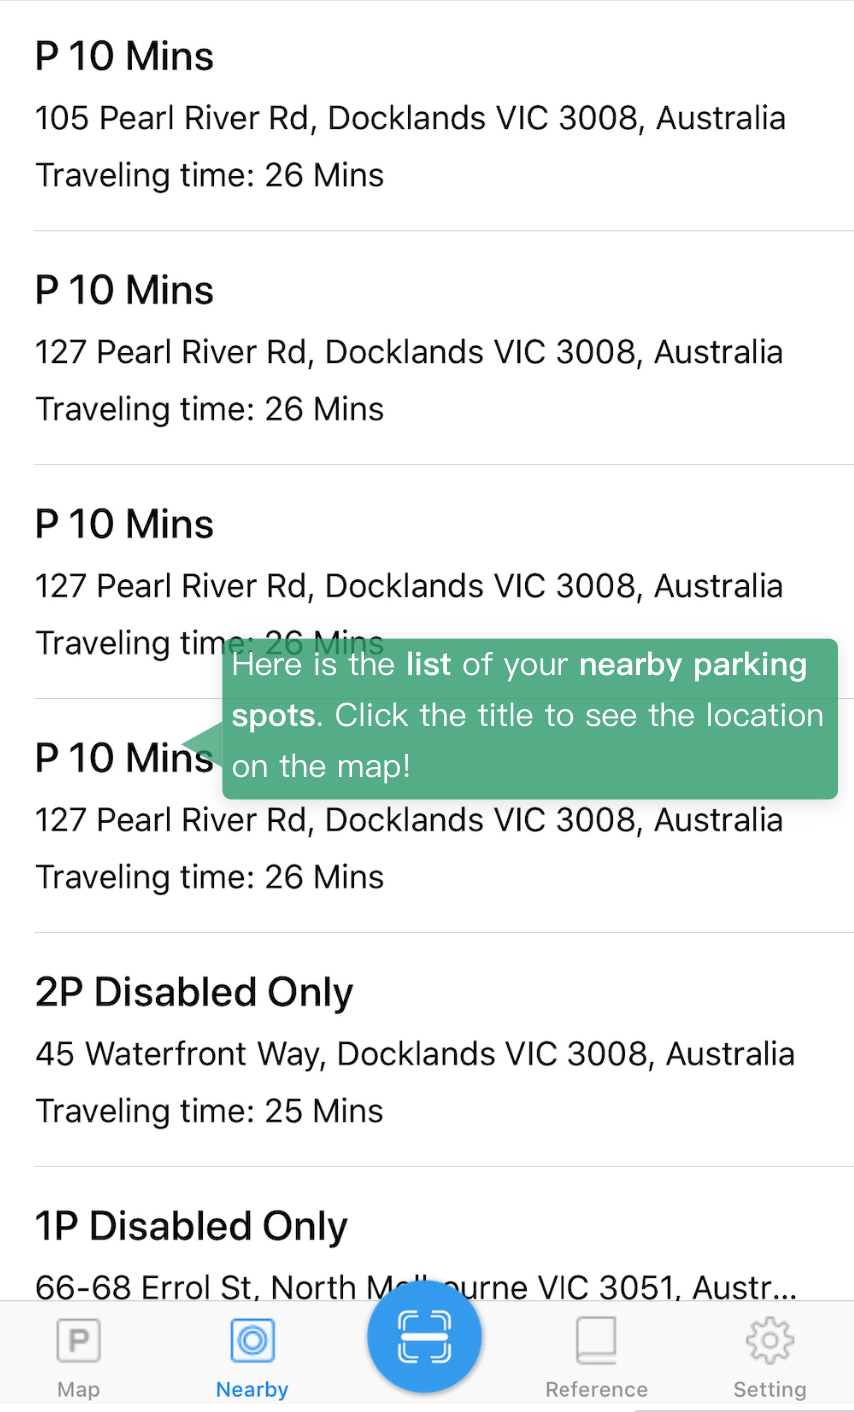 P 10 Mins
105 Pearl River Rd, Docklands VIC 3008, Australia
Traveling time: 26 Mins
P 10 Mins
127 Pearl River Rd, Docklands VIC 3008, Australia
Traveling time: 26 Mins
P 10 Mins
127 Pearl River Rd, Docklands VIC 3008, Australia
Traveling time: 26 Mins
Here is the list of your nearby parking
spots. Click the title to see the location
on the map!
P 10 Mins
127 Pearl River Rd, Docklands VIC 3008, Australia
Traveling time: 26 Mins
2P Disabled Only
45 Waterfront Way, Docklands VIC 3008, Australia
Traveling time: 25 Mins
1P Disabled Only
66-68 Errol St, North Melbourne VIC 3051, Austr...
P
Map
Nearby
Reference
Setting